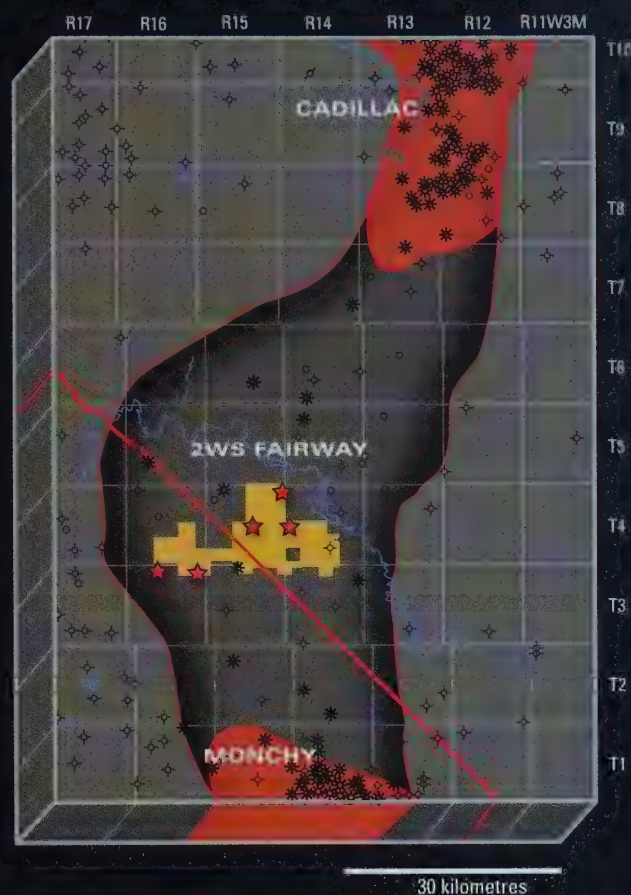 R17 R16 R15 R14 R13 R12 R11W3M
T10
CADILLAC
T9
T8
T7
T6
2WS FAIRWAY
T5
T4
T3
T2
MONCHY
T1
30 kilometres